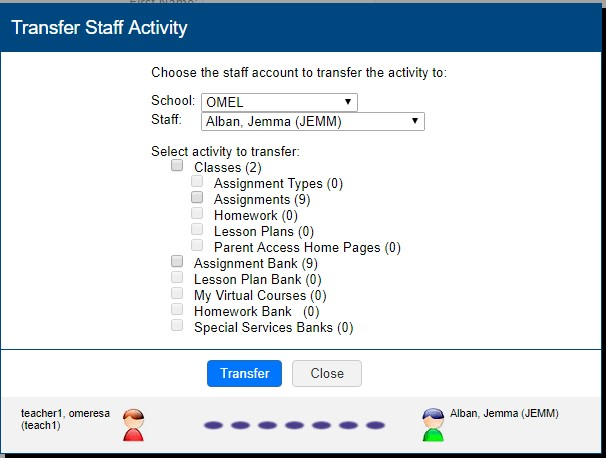 First Name:
Transfer Staff Activity
Choose the staff account to transfer the activity to:
School: OMEL
Staff: Alban, Jemma (JEMM)
Select activity to transfer:
Classes (2)
Assignment Types (0)
Assignments (9)
Homework (0)
Lesson Plans (0)
Parent Access Home Pages (0)
Assignment Bank (9)
Lesson Plan Bank (0)
My Virtual Courses (0)
Homework Bank (0)
Special Services Banks (0)
Transfer Close
teacher1, omeresa
(teach1)
Alban, Jemma (JEMM)